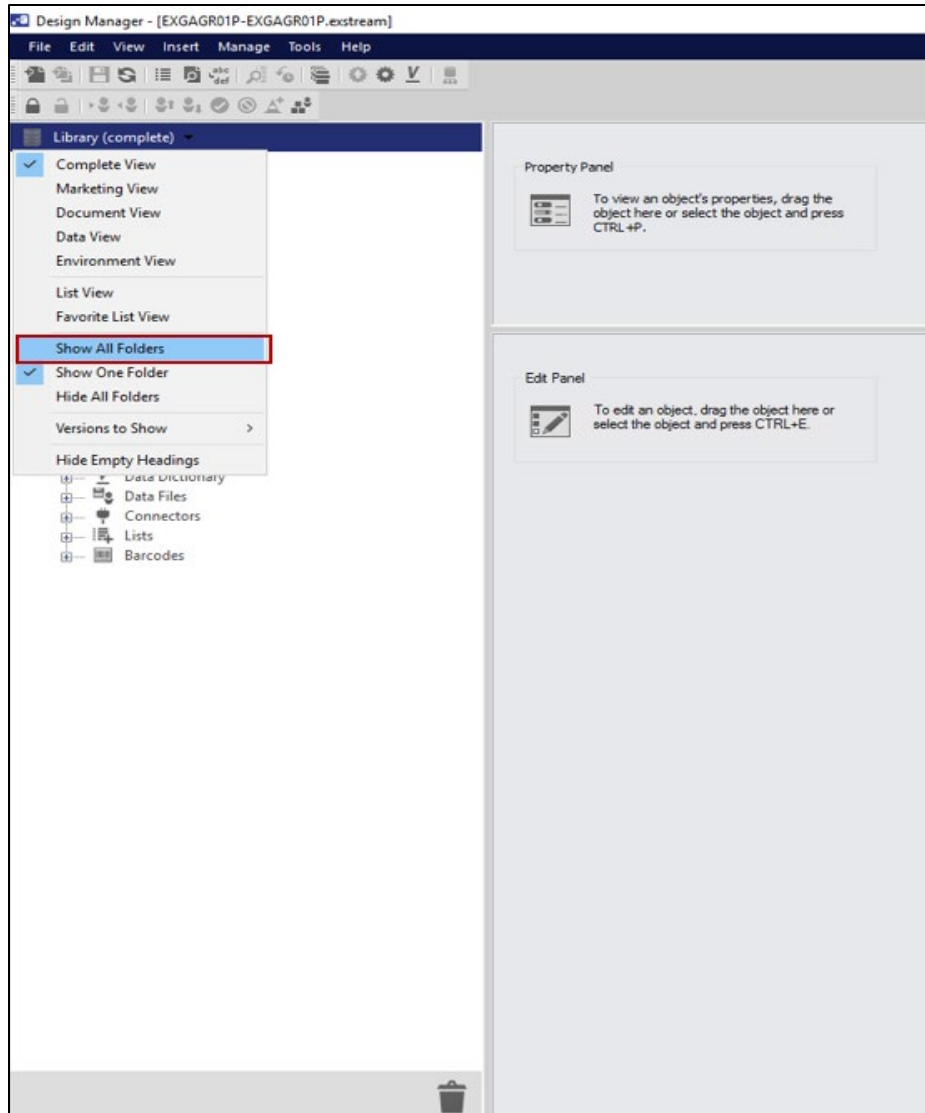 Design Manager - [EXGAGR01P-EXGAGR01P.exstream]
File Edit View Insert Manage Tools Help
Library (complete)
Complete View
Marketing View
Document View
Data View
Environment View
List View
Favorite List View
Show All Folders
Show One Folder
Hide All Folders
Versions to Show >
Hide Empty Headings
Data Dictionary
Data Files
Connectors
Lists
Barcodes
Property Panel
To view an object's properties, drag the
object here or select the object and press
CTRL+P.
Edit Panel
To edit an object, drag the object here or
select the object and press CTRL+E.